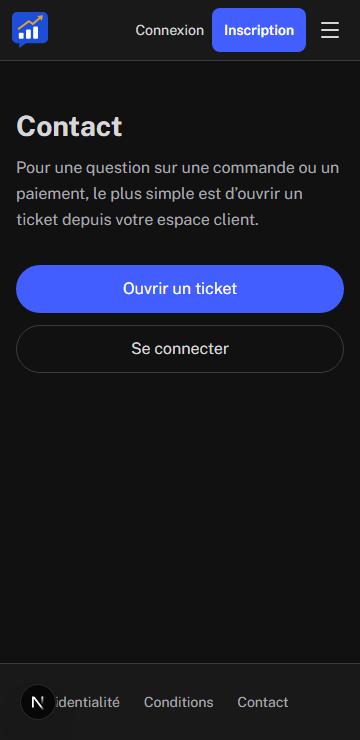 Connexion Inscription
Contact
Pour une question sur une commande ou un
paiement, le plus simple est d'ouvrir un
ticket depuis votre espace client.
Ouvrir un ticket
Se connecter
N identialité Conditions Contact